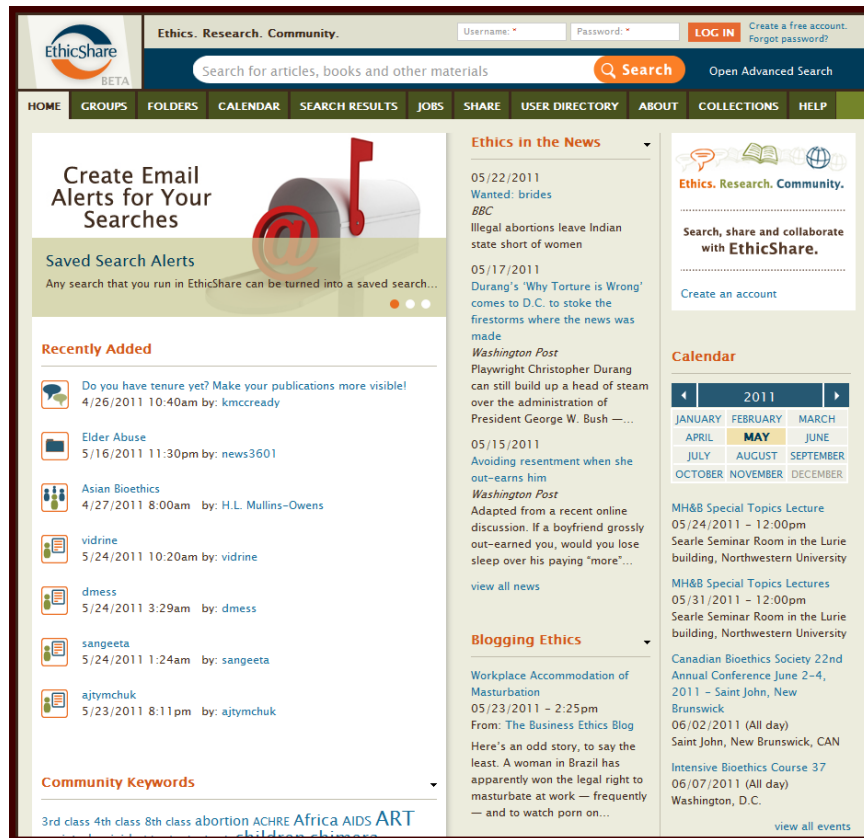 EthicShare
BETA
Ethics. Research. Community.
Username: *
Password: *
LOG IN
Create a free account.
Forgot password?
Search for articles, books and other materials
Search
Open Advanced Search
HOME GROUPS FOLDERS CALENDAR SEARCH RESULTS JOBS SHARE USER DIRECTORY ABOUT COLLECTIONS HELP
Create Email
Alerts for Your
Searches
@
Saved Search Alerts
Any search that you run in EthicShare can be turned into a saved search...
Recently Added
Do you have tenure yet? Make your publications more visible!
4/26/2011 10:40am by: kmccready
Elder Abuse
5/16/2011 11:30pm by: news3601
Asian Bioethics
4/27/2011 8:00am by: H.L. Mullins-Owens
vidrine
5/24/2011 10:20am by: vidrine
dmess
5/24/2011 3:29am by: dmess
sangeeta
5/24/2011 1:24am by: sangeeta
ajtymchuk
5/23/2011 8:11pm by: ajtymchuk
Community Keywords
3rd class 4th class 8th class abortion ACHRE Africa AIDS ART
children chimera
Ethics in the News
05/22/2011
Wanted: brides
BBC
Illegal abortions leave Indian
state short of women
05/17/2011
Durang's 'Why Torture is Wrong'
comes to D.C. to stoke the
firestorms where the news was
made
Washington Post
Playwright Christopher Durang
can still build up a head of steam
over the administration of
President George W. Bush —...
05/15/2011
Avoiding resentment when she
out-earns him
Washington Post
Adapted from a recent online
discussion. If a boyfriend grossly
out-earned you, would you lose
sleep over his paying "more"...
view all news
Blogging Ethics
Workplace Accommodation of
Masturbation
05/23/2011 - 2:25pm
From: The Business Ethics Blog
Here's an odd story, to say the
least. A woman in Brazil has
apparently won the legal right to
masturbate at work — frequently
— and to watch porn on...
Ethics. Research. Community.
Search, share and collaborate
with EthicShare.
Create an account
Calendar
2011
JANUARY FEBRUARY MARCH
APRIL MAY JUNE
JULY AUGUST SEPTEMBER
OCTOBER NOVEMBER DECEMBER
MH&B Special Topics Lecture
05/24/2011 - 12:00pm
Searle Seminar Room in the Lurie
building, Northwestern University
MH&B Special Topics Lectures
05/31/2011 - 12:00pm
Searle Seminar Room in the Lurie
building, Northwestern University
Canadian Bioethics Society 22nd
Annual Conference June 2-4,
2011 - Saint John, New
Brunswick
06/02/2011 (All day)
Saint John, New Brunswick, CAN
Intensive Bioethics Course 37
06/07/2011 (All day)
Washington, D.C.
view all events